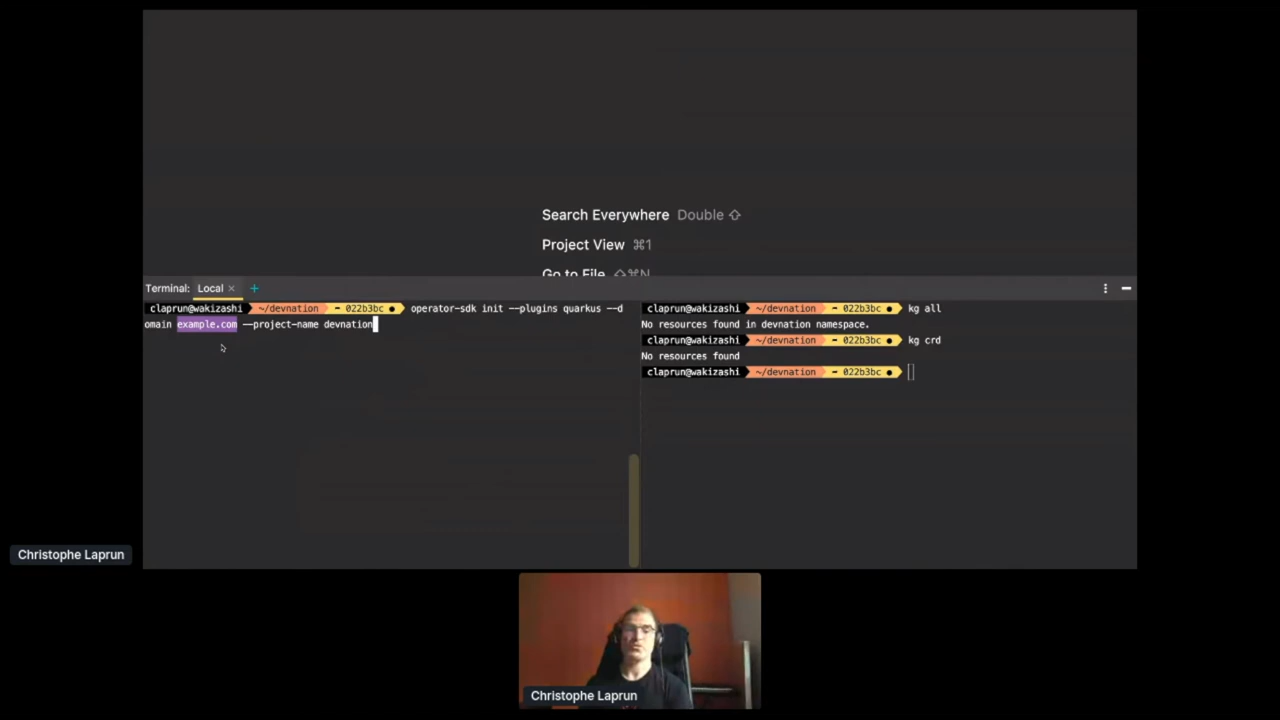 Search Everywhere Double ⇧
Project View ⌘1
Go to File ⇧⌘N
Terminal: Local × +
claprun@wakizashi ~/devnation ➦ 022b3bc ● operator-sdk init --plugins quarkus --d
omain example.com --project-name devnation
claprun@wakizashi ~/devnation ➦ 022b3bc ● kg all
No resources found in devnation namespace.
claprun@wakizashi ~/devnation ➦ 022b3bc ● kg crd
No resources found
claprun@wakizashi ~/devnation ➦ 022b3bc ●
Christophe Laprun
Christophe Laprun